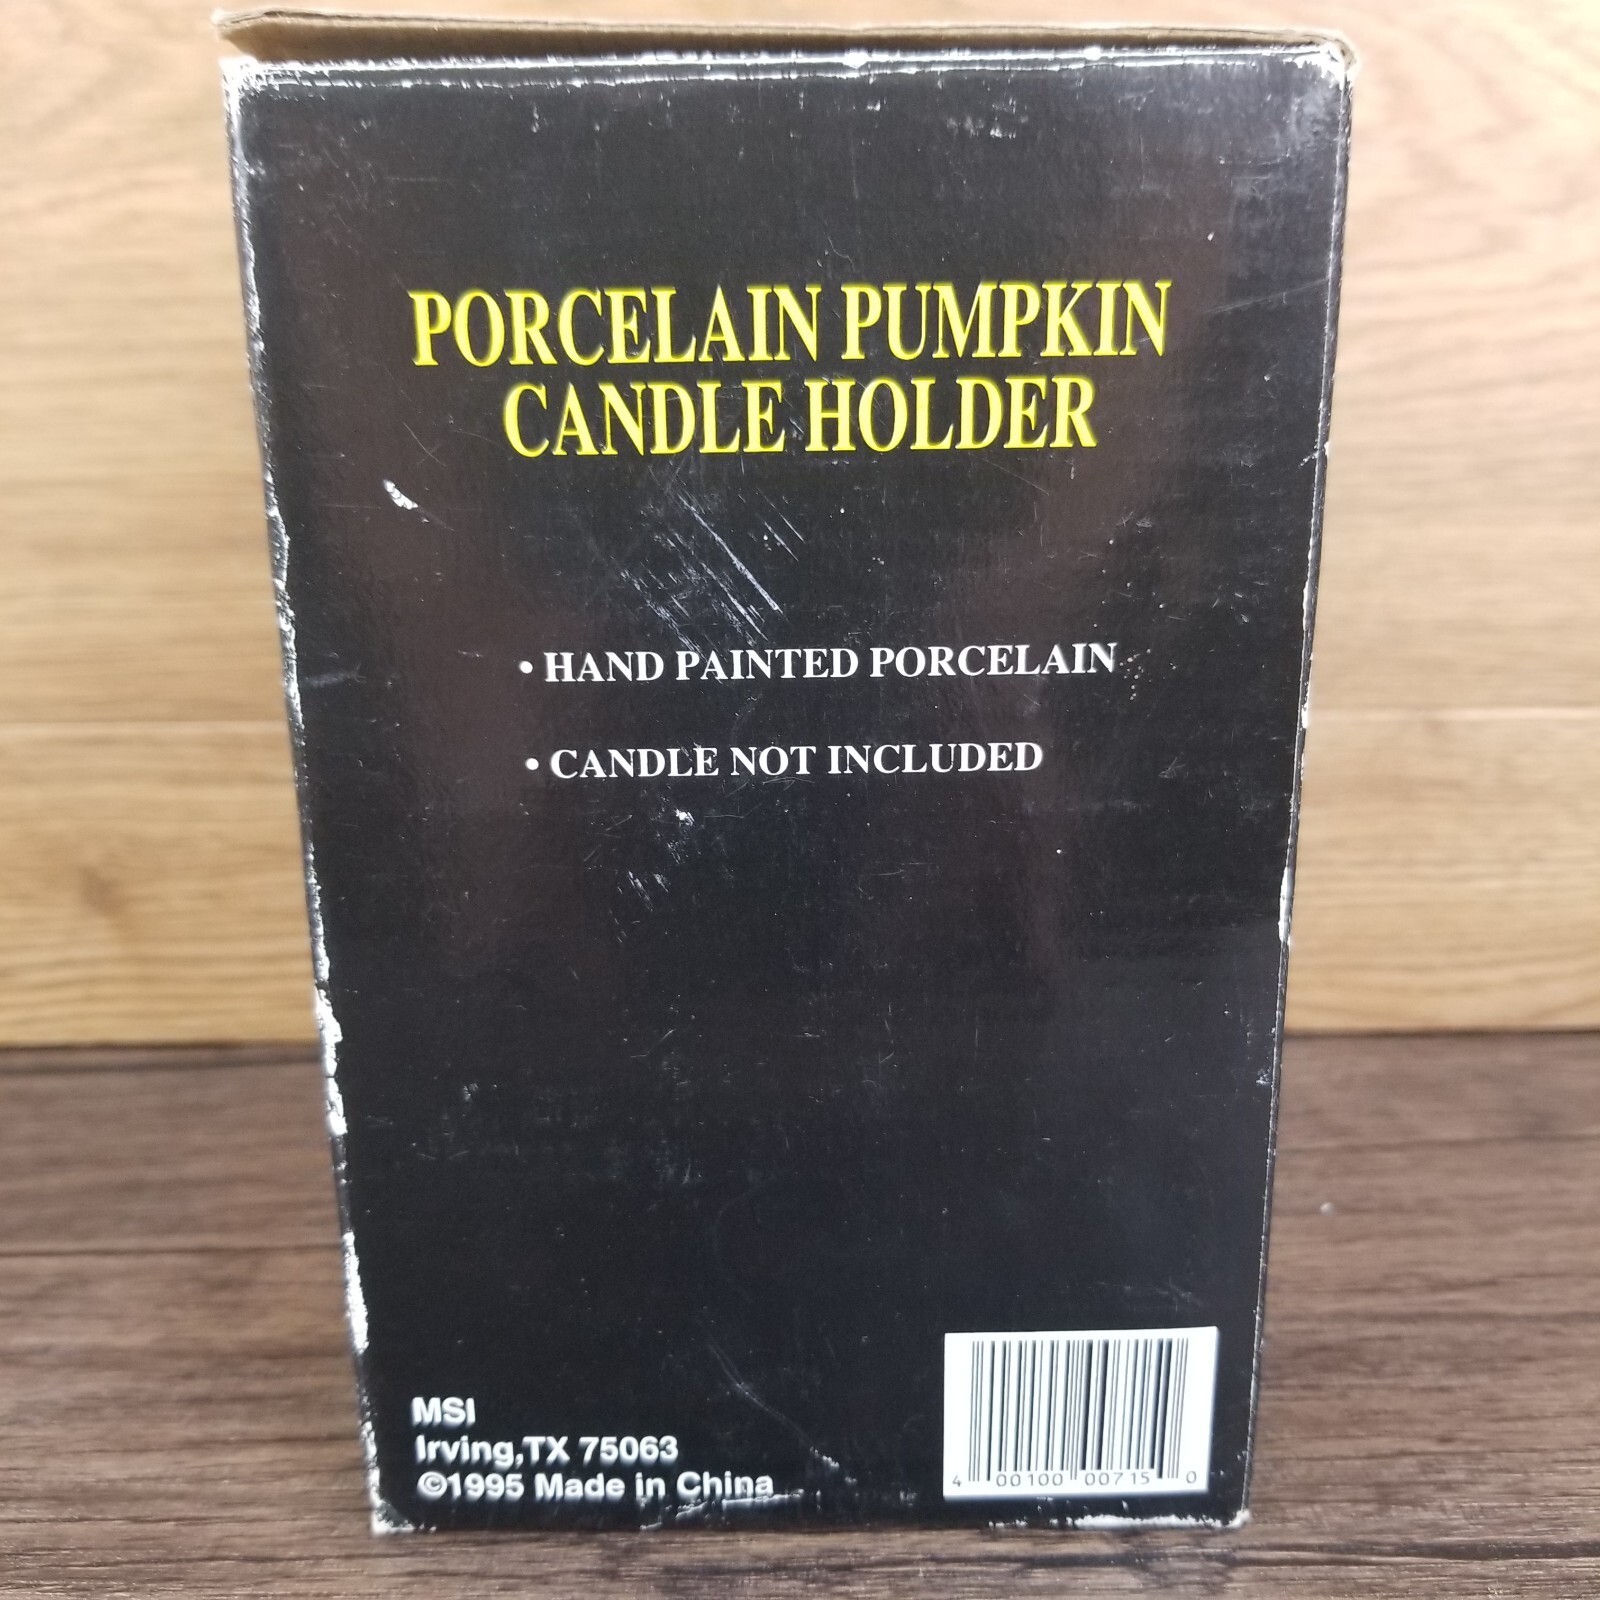 PORCELAIN PUMPKIN
CANDLE HOLDER
• HAND PAINTED PORCELAIN
• CANDLE NOT INCLUDED
MSI
Irving,TX 75063
©1995 Made in China
4 00100 00715 0